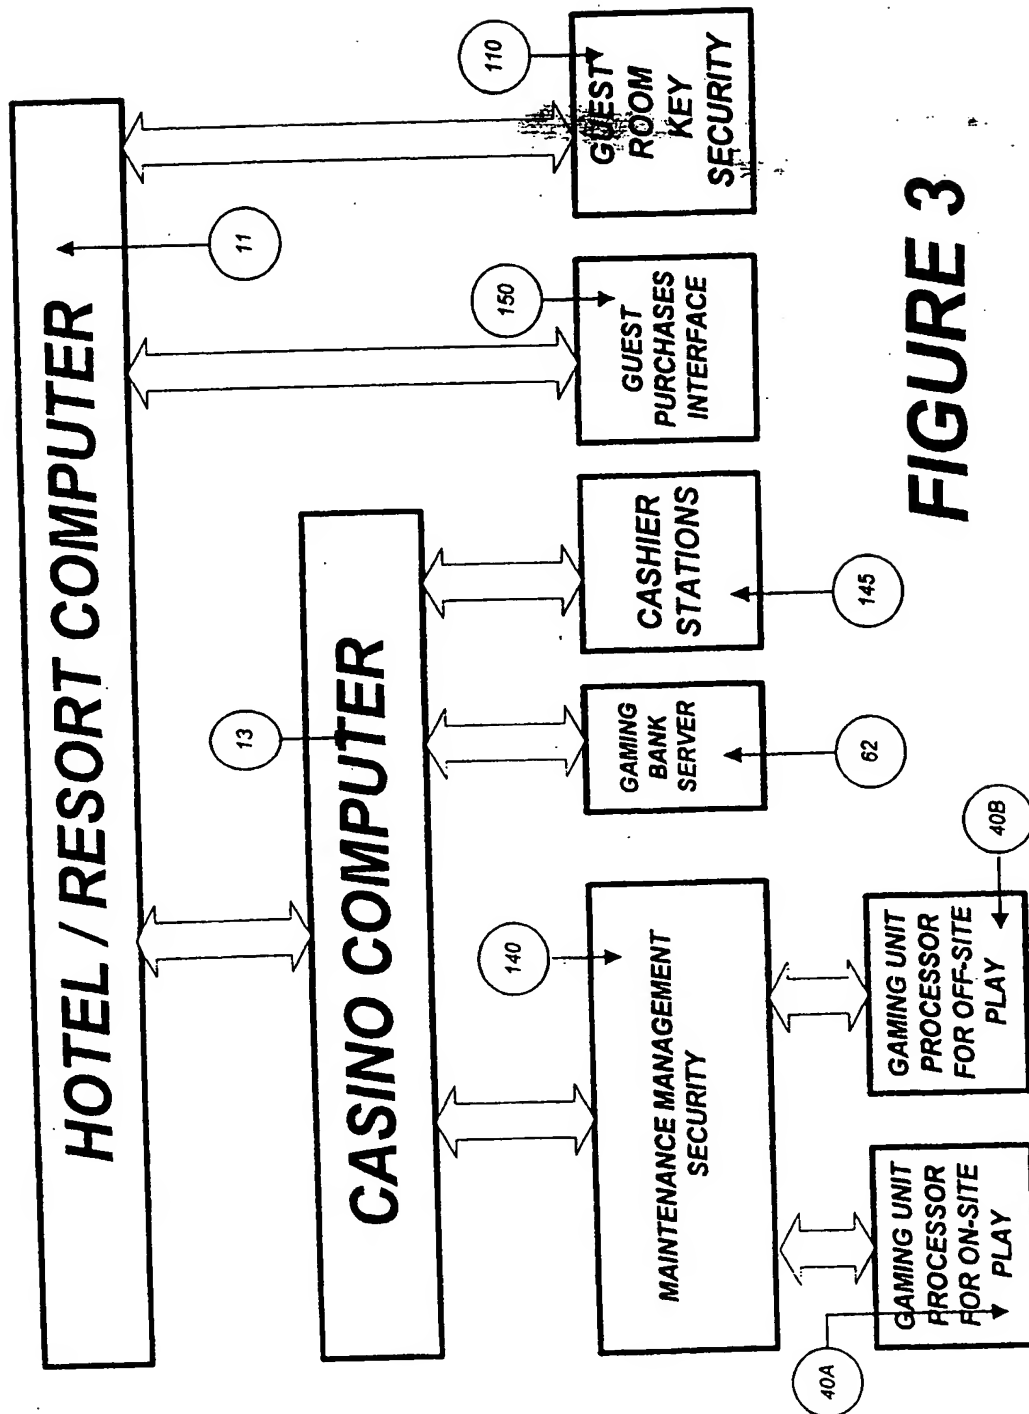 HOTEL / RESORT COMPUTER
11
13
CASINO COMPUTER
140
MAINTENANCE MANAGEMENT
SECURITY
GAMING
BANK
SERVER
62
CASHIER
STATIONS
145
150
GUEST
PURCHASES
INTERFACE
110
GUEST
ROOM
KEY
SECURITY
40A
GAMING UNIT
PROCESSOR
FOR ON-SITE
PLAY
40B
GAMING UNIT
PROCESSOR
FOR OFF-SITE
PLAY
FIGURE 3